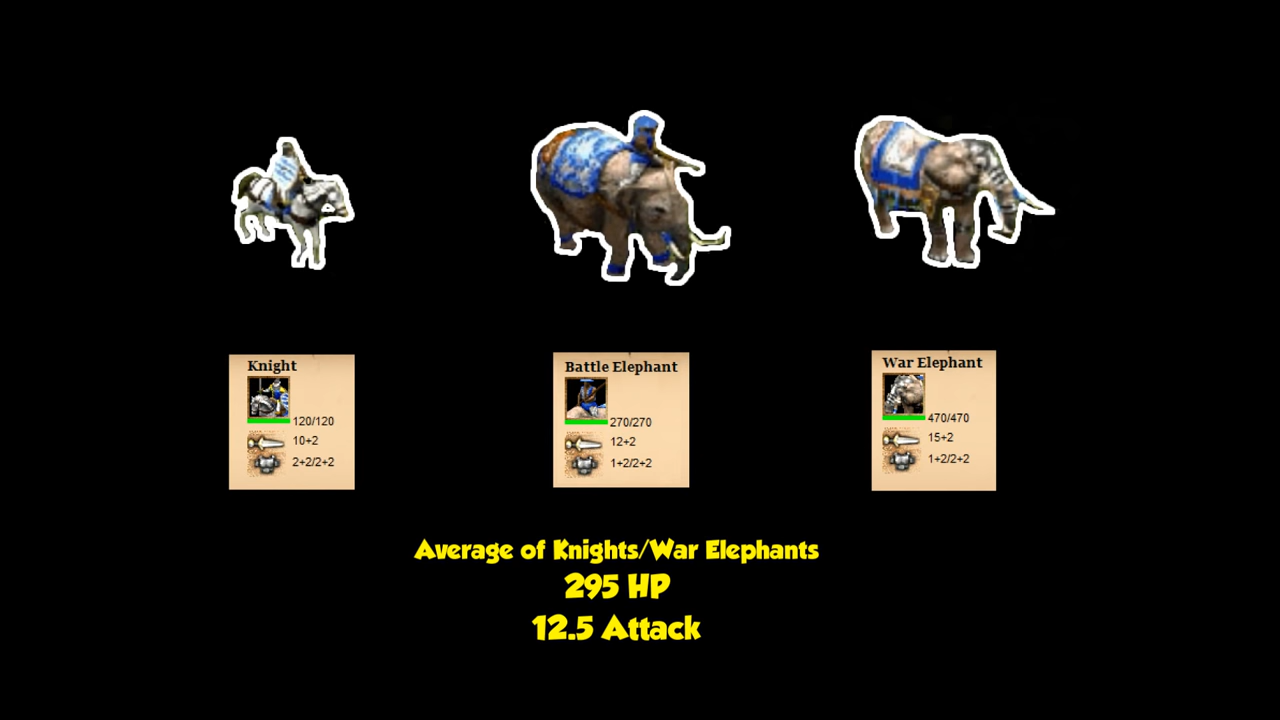 Knight
120/120
10+2
2+2/2+2
Battle Elephant
270/270
12+2
1+2/2+2
War Elephant
470/470
15+2
1+2/2+2
Average of Knights/War Elephants
295 HP
12.5 Attack